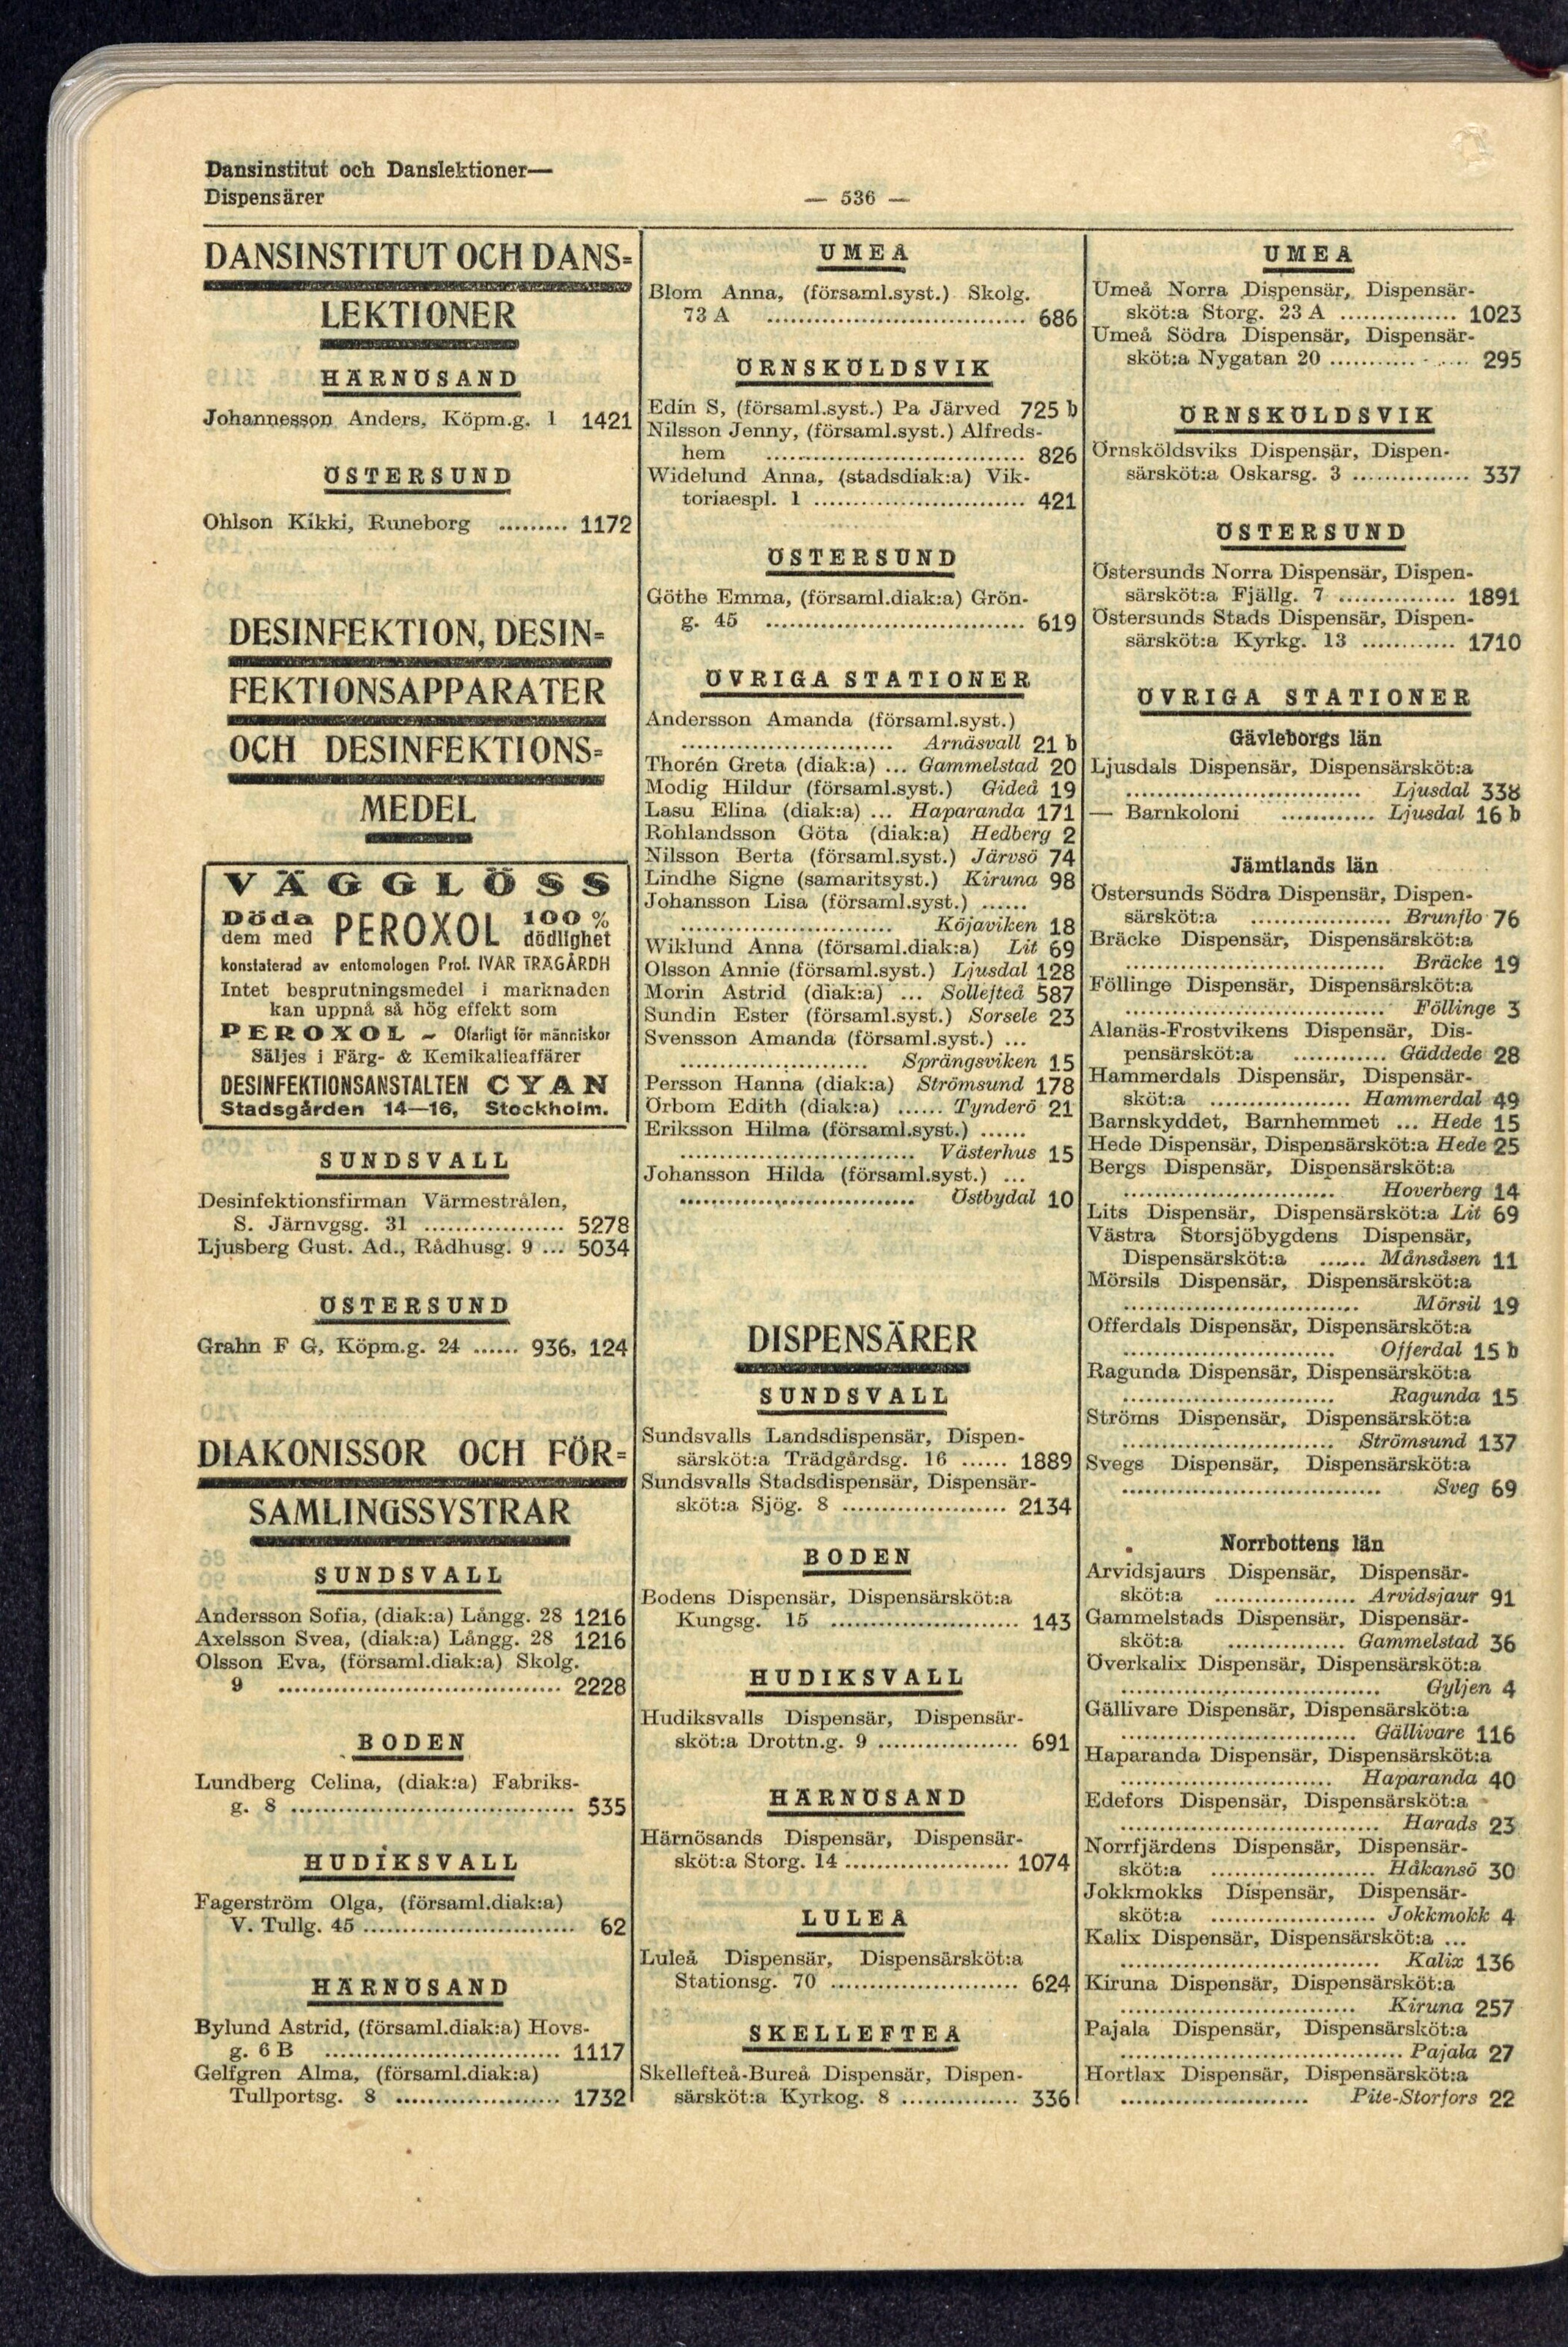 Dansinstitut och Danslektioner—
Dispensärer
— 536 —
DANSINSTITUT OCH DANS-
LEKTIONER
HÄRNÖSAND
Johannesson Anders, Köpm.g. 1 1421
ÖSTERSUND
Ohlson Kikki, Runeborg ......... 1172
DESINFEKTION, DESIN-
FEKTIONSAPPARATER
OCH DESINFEKTIONS-
MEDEL
VÄGGLÖSS
Döda dem med PEROXOL 100 % dödlighet
konstaterad av entomologen Prof. IVAR TRÄGÅRDH
Intet besprutningsmedel i marknaden
kan uppnå så hög effekt som
PEROXOL ~ Ofarligt för människor
Säljes i Färg- & Kemikalieaffärer
DESINFEKTIONSANSTALTEN CYAN
Stadsgården 14—16, Stockholm.
SUNDSVALL
Desinfektionsfirman Värmestrålen,
S. Järnvgsg. 31 .................. 5278
Ljusberg Gust. Ad., Rådhusg. 9 ... 5034
ÖSTERSUND
Grahn F G, Köpm.g. 24 ...... 936, 124
DIAKONISSOR OCH FÖR-
SAMLINGSSYSTRAR
SUNDSVALL
Andersson Sofia, (diak:a) Långg. 28 1216
Axelsson Svea, (diak:a) Långg. 28 1216
Olsson Eva, (församl.diak:a) Skolg.
9 .................................... 2228
BODEN
Lundberg Celina, (diak:a) Fabriks-
g. 8 .................................... 535
HUDIKSVALL
Fagerström Olga, (församl.diak:a)
V. Tullg. 45 ........................... 62
HÄRNÖSAND
Bylund Astrid, (församl.diak:a) Hovs-
g. 6 B .............................. 1117
Gelfgren Alma, (församl.diak:a)
Tullportsg. 8 ..................... 1732
UMEÅ
Blom Anna, (församl.syst.) Skolg.
73 A ................................. 686
ÖRNSKÖLDSVIK
Edin S, (församl.syst.) Pa Järved 725 b
Nilsson Jenny, (församl.syst.) Alfreds-
hem ................................. 826
Widelund Anna, (stadsdiak:a) Vik-
toriaespl. 1 ........................... 421
ÖSTERSUND
Göthe Emma, (församl.diak:a) Grön-
g. 45 ................................. 619
ÖVRIGA STATIONER
Andersson Amanda (församl.syst.)
........................... Arnäsvall 21 b
Thorén Greta (diak:a) ... Gammelstad 20
Modig Hildur (församl.syst.) Gideå 19
Lasu Elina (diak:a) ... Haparanda 171
Rohlandsson Göta (diak:a) Hedberg 2
Nilsson Berta (församl.syst.) Järvsö 74
Lindhe Signe (samaritsyst.) Kiruna 98
Johansson Lisa (församl.syst.) ......
........................... Köjaviken 18
Wiklund Anna (församl.diak:a) Lit 69
Olsson Annie (församl.syst.) Ljusdal 128
Morin Astrid (diak:a) ... Sollefteå 587
Sundin Ester (församl.syst.) Sorsele 23
Svensson Amanda (församl.syst.) ...
........................ Sprängsviken 15
Persson Hanna (diak:a) Strömsund 178
Örbom Edith (diak:a) ...... Tynderö 21
Eriksson Hilma (församl.syst.) ......
.............................. Västerhus 15
Johansson Hilda (församl.syst.) ...
.............................. Östbydal 10
DISPENSÄRER
SUNDSVALL
Sundsvalls Landsdispensär, Dispen-
särsköt:a Trädgårdsg. 16 ...... 1889
Sundsvalls Stadsdispensär, Dispensär-
sköt:a Sjög. 8 ..................... 2134
BODEN
Bodens Dispensär, Dispensärsköt:a
Kungsg. 15 ........................ 143
HUDIKSVALL
Hudiksvalls Dispensär, Dispensär-
sköt:a Drottn.g. 9 .................. 691
HÄRNÖSAND
Härnösands Dispensär, Dispensär-
sköt:a Storg. 14 ..................... 1074
LULEÅ
Luleå Dispensär, Dispensärsköt:a
Stationsg. 70 ........................ 624
SKELLEFTEÅ
Skellefteå-Bureå Dispensär, Dispen-
särsköt:a Kyrkog. 8 ............... 336
UMEÅ
Umeå Norra Dispensär, Dispensär-
sköt:a Storg. 23 A ............... 1023
Umeå Södra Dispensär, Dispensär-
sköt:a Nygatan 20 .................. 295
ÖRNSKÖLDSVIK
Örnsköldsviks Dispensär, Dispen-
särsköt:a Oskarsg. 3 ............... 337
ÖSTERSUND
Östersunds Norra Dispensär, Dispen-
särsköt:a Fjällg. 7 ............... 1891
Östersunds Stads Dispensär, Dispen-
särsköt:a Kyrkg. 13 ............ 1710
ÖVRIGA STATIONER
Gävleborgs län
Ljusdals Dispensär, Dispensärsköt:a
.............................. Ljusdal 338
— Barnkoloni ............ Ljusdal 16 b
Jämtlands län
Östersunds Södra Dispensär, Dispen-
särsköt:a .................. Brunflo 76
Bräcke Dispensär, Dispensärsköt:a
................................. Bräcke 19
Föllinge Dispensär, Dispensärsköt:a
................................. Föllinge 3
Alanäs-Frostvikens Dispensär, Dis-
pensärsköt:a ............ Gäddede 28
Hammerdals Dispensär, Dispensär-
sköt:a .................. Hammerdal 49
Barnskyddet, Barnhemmet ... Hede 15
Hede Dispensär, Dispensärsköt:a Hede 25
Bergs Dispensär, Dispensärsköt:a
........................... Hoverberg 14
Lits Dispensär, Dispensärsköt:a Lit 69
Västra Storsjöbygdens Dispensär,
Dispensärsköt:a ...... Månsåsen 11
Mörsils Dispensär, Dispensärsköt:a
.............................. Mörsil 19
Offerdals Dispensär, Dispensärsköt:a
........................... Offerdal 15 b
Ragunda Dispensär, Dispensärsköt:a
........................... Ragunda 15
Ströms Dispensär, Dispensärsköt:a
........................... Strömsund 137
Svegs Dispensär, Dispensärsköt:a
................................. Sveg 69
Norrbottens län
Arvidsjaurs Dispensär, Dispensär-
sköt:a .................. Arvidsjaur 91
Gammelstads Dispensär, Dispensär-
sköt:a ............... Gammelstad 36
Överkalix Dispensär, Dispensärsköt:a
................................. Gyljen 4
Gällivare Dispensär, Dispensärsköt:a
.............................. Gällivare 116
Haparanda Dispensär, Dispensärsköt:a
........................... Haparanda 40
Edefors Dispensär, Dispensärsköt:a
................................. Harads 23
Norrfjärdens Dispensär, Dispensär-
sköt:a ..................... Håkansö 30
Jokkmokks Dispensär, Dispensär-
sköt:a ..................... Jokkmokk 4
Kalix Dispensär, Dispensärsköt:a ...
................................. Kalix 136
Kiruna Dispensär, Dispensärsköt:a
.............................. Kiruna 257
Pajala Dispensär, Dispensärsköt:a
.................................... Pajala 27
Hortlax Dispensär, Dispensärsköt:a
........................ Pite-Storfors 22